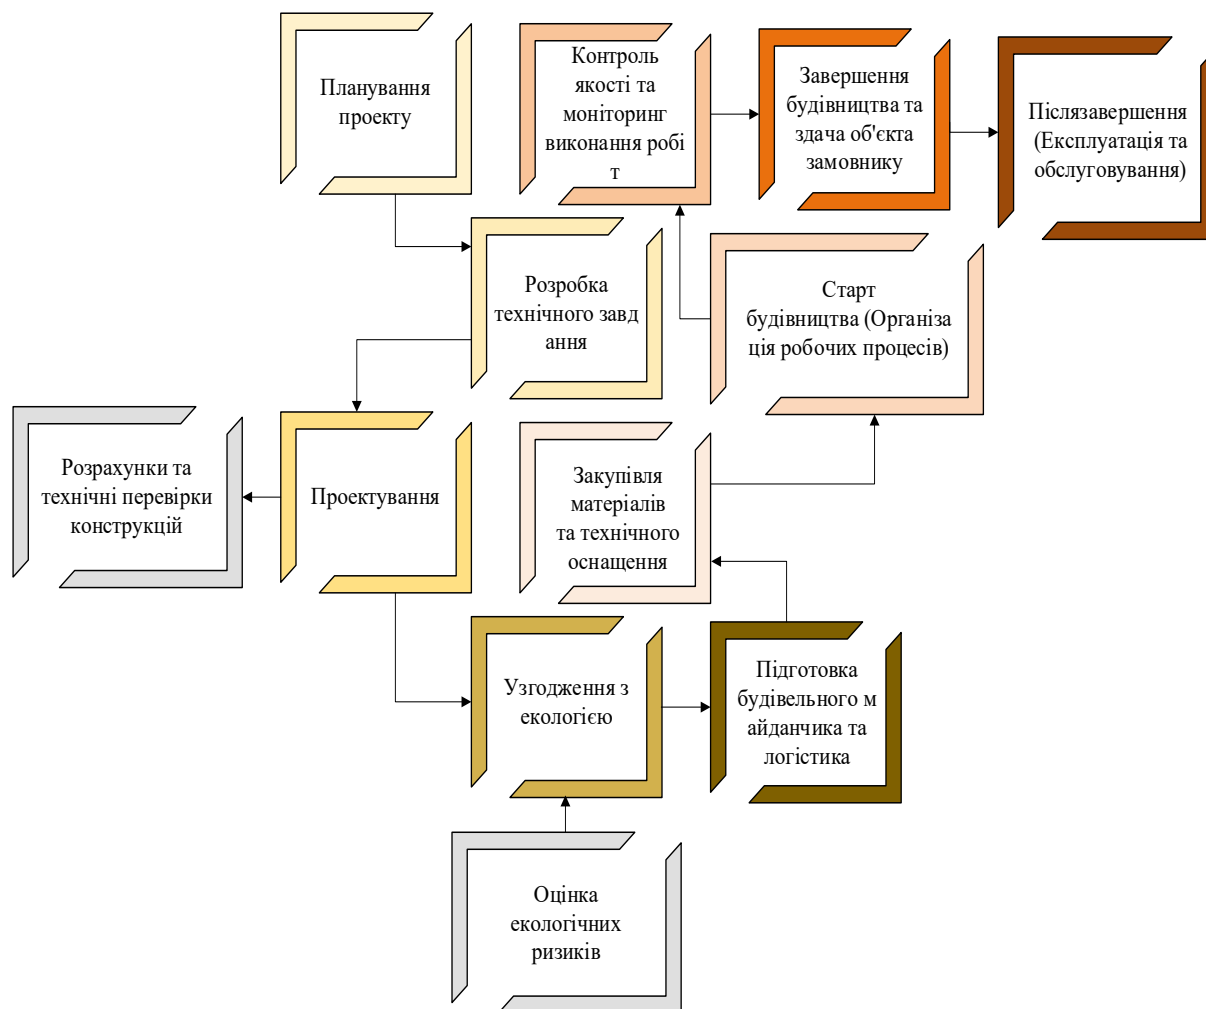 Планування
проекту
Контроль
якості та
моніторинг
виконання робі
т
Завершення
будівництва та
здача об'єкта
замовнику
Післязавершення
(Експлуатація та
обслуговування)
Розробка
технічного завд
ання
Старт
будівництва (Організа
ція робочих процесів)
Розрахунки та
технічні перевірки
конструкцій
Проектування
Закупівля
матеріалів
та технічного
оснащення
Узгодження з
екологією
Підготовка
будівельного м
айданчика та
логістика
Оцінка
екологічних
ризиків